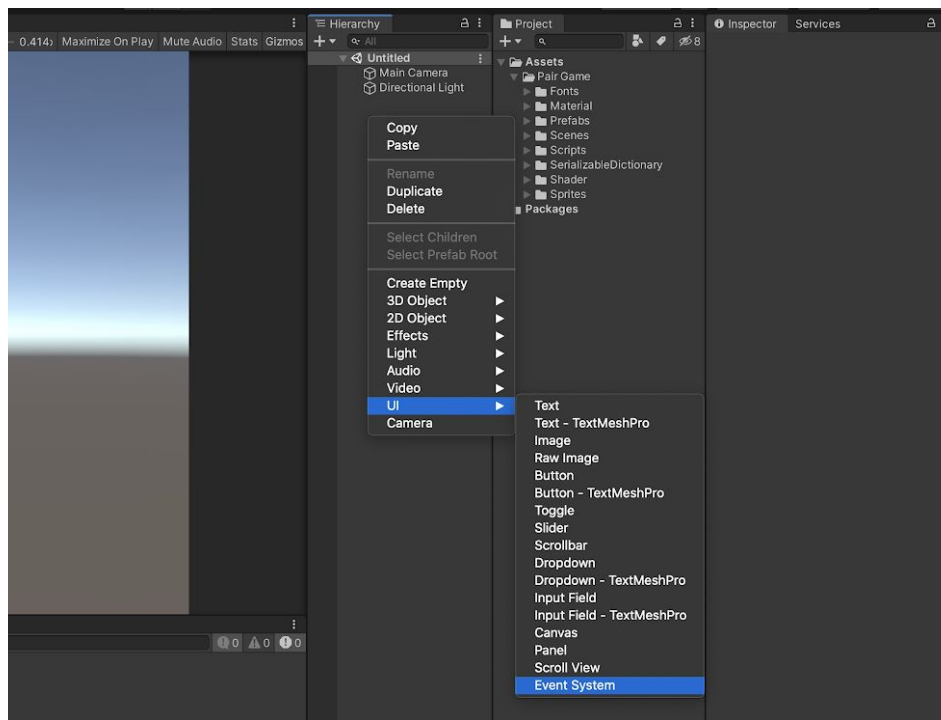 Hierarchy
Project
Inspector
Services
0.414x Maximize On Play Mute Audio Stats Gizmos
All
8
Untitled
Main Camera
Directional Light
Assets
Pair Game
Fonts
Material
Prefabs
Scenes
Scripts
SerializableDictionary
Shader
Sprites
Packages
Copy
Paste
Rename
Duplicate
Delete
Select Children
Select Prefab Root
Create Empty
3D Object
2D Object
Effects
Light
Audio
Video
UI
Camera
Text
Text - TextMeshPro
Image
Raw Image
Button
Button - TextMeshPro
Toggle
Slider
Scrollbar
Dropdown
Dropdown - TextMeshPro
Input Field
Input Field - TextMeshPro
Canvas
Panel
Scroll View
Event System
0 0 0